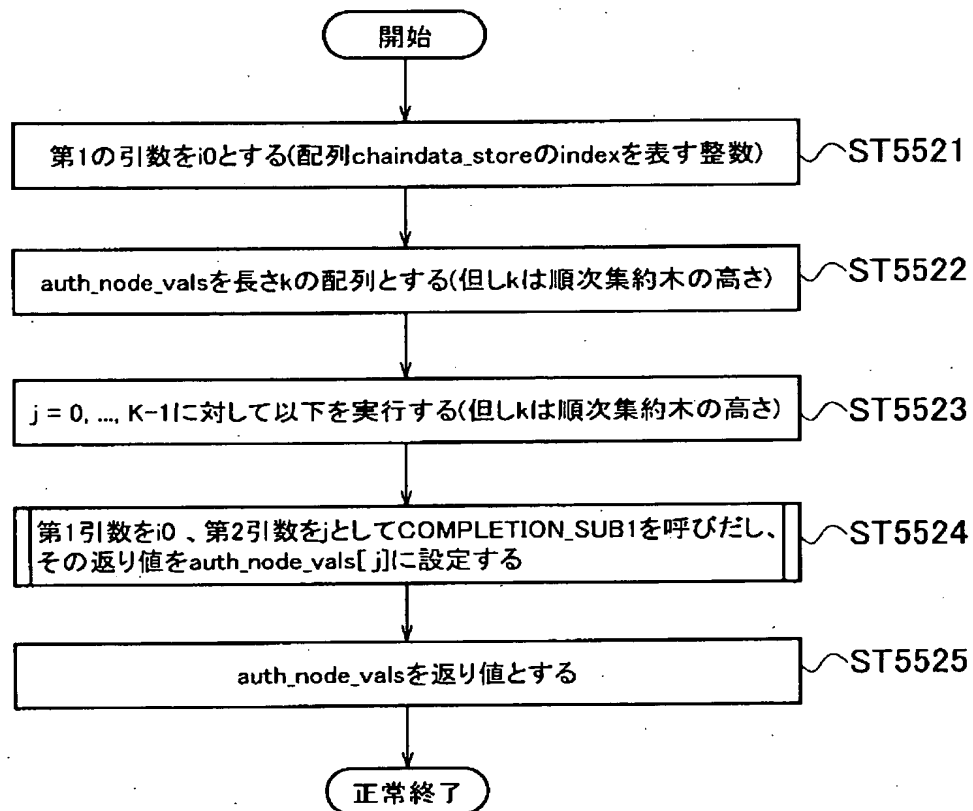 開始
第1の引数をi0とする(配列chaindata_storeのindexを表す整数)
ST5521
auth_node_valsを長さkの配列とする(但しkは順次集約木の高さ)
ST5522
j = 0, ..., K-1に対して以下を実行する(但しkは順次集約木の高さ)
ST5523
第1引数をi0 、第2引数をjとしてCOMPLETION_SUB1を呼びだし、
その返り値をauth_node_vals[ j]に設定する
ST5524
auth_node_valsを返り値とする
ST5525
正常終了